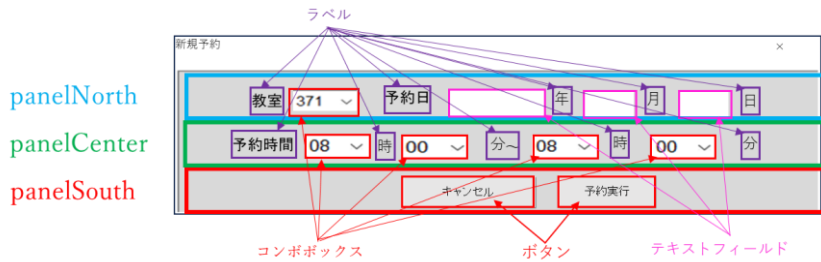 ラベル
新規予約 ×
panelNorth 教室 371 予約日 年 月 日
panelCenter 予約時間 08 時 00 分~ 08 時 00 分
panelSouth キャンセル 予約実行
コンボボックス ボタン テキストフィールド